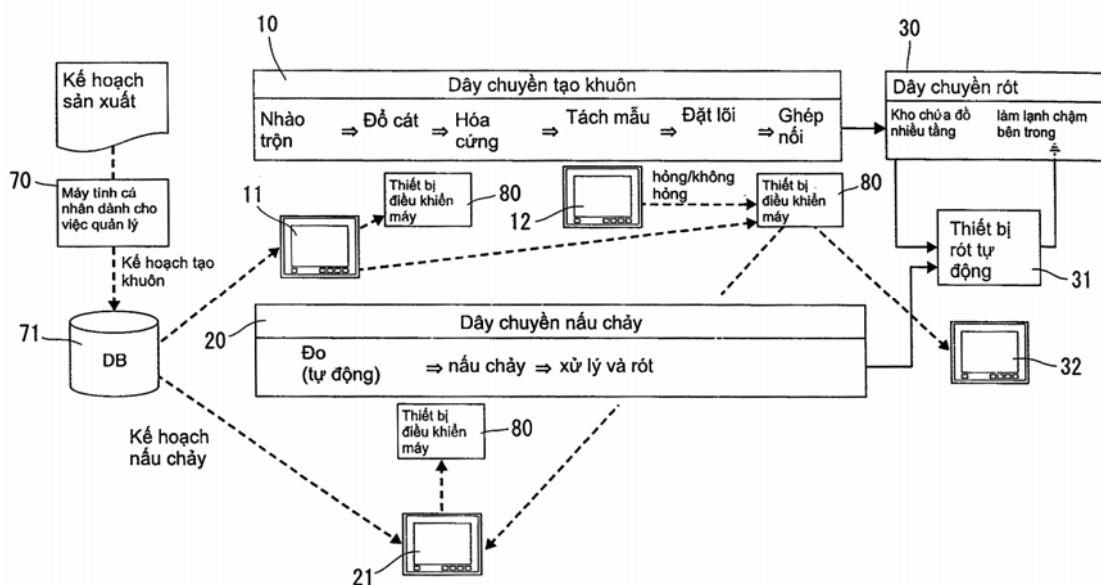 Kế hoạch
sản xuất
70
Máy tính cá
nhân dành cho
việc quản lý
Kế hoạch tạo
khuôn
71
DB
Kế hoạch
nấu chảy
10
Dây chuyền tạo khuôn
Nhào
trộn
⇒ Đổ cát ⇒ Hóa
cứng
⇒ Tách mẫu ⇒ Đặt lõi ⇒ Ghép
nối
30
Dây chuyền rót
Kho chứa đồ
nhiều tầng
làm lạnh chậm
bên trong
11
Thiết bị
điều khiển
máy
80
12
hỏng/không
hỏng
Thiết bị
điều khiển
máy
80
Thiết bị
rót tự
động
31
20
Dây chuyền nấu chảy
Đo
(tự động)
⇒ nấu chảy ⇒ xử lý và rót
32
Thiết bị
điều khiển
máy
80
21